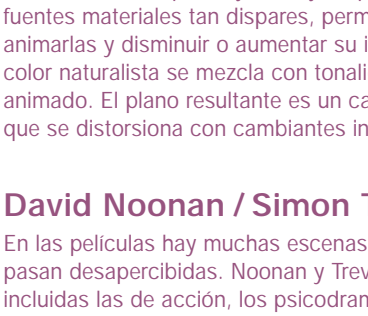 fuentes materiales tan dispares, perm
animarlas y disminuir o aumentar su i
color naturalista se mezcla con tonali
animado. El plano resultante es un ca
que se distorsiona con cambiantes in
David Noonan / Simon T
En las películas hay muchas escenas
pasan desapercibidas. Noonan y Trev
incluidas las de acción, los psicodram